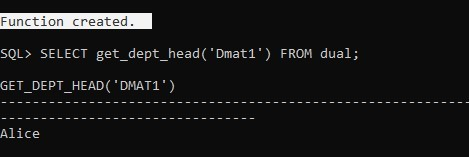 Function created.
SQL> SELECT get_dept_head('Dmat1') FROM dual;
GET_DEPT_HEAD('DMAT1')
--------------------------------------------------------------------------------
Alice